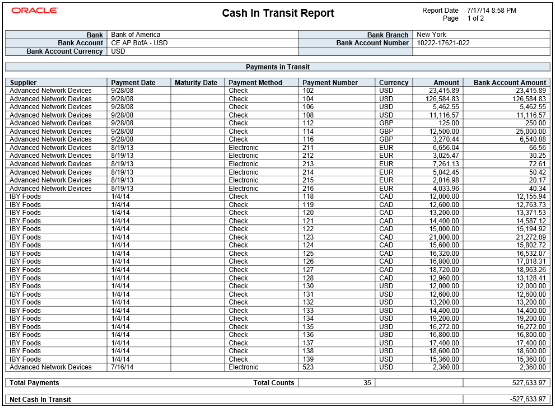 ORACLE
Cash In Transit Report
Report Date 7/17/14 8:58 PM
Page 1 of 2
Bank Bank of America Bank Branch New York
Bank Account CE AP BofA - USD Bank Account Number 10222-17621-022
Bank Account Currency USD
Payments in Transit
Supplier Payment Date Maturity Date Payment Method Payment Number Currency Amount Bank Account Amount
Advanced Network Devices 9/28/08 Check 102 USD 23,415.89 23,415.89
Advanced Network Devices 9/28/08 Check 104 USD 126,584.83 126,584.83
Advanced Network Devices 9/28/08 Check 106 USD 5,462.55 5,462.55
Advanced Network Devices 9/28/08 Check 108 USD 11,116.57 11,116.57
Advanced Network Devices 9/28/08 Check 112 GBP 125.00 250.00
Advanced Network Devices 9/28/08 Check 114 GBP 12,500.00 25,000.00
Advanced Network Devices 9/28/08 Check 116 GBP 3,270.44 6,540.88
Advanced Network Devices 8/19/13 Electronic 211 EUR 6,656.04 66.56
Advanced Network Devices 8/19/13 Electronic 212 EUR 3,025.47 30.25
Advanced Network Devices 8/19/13 Electronic 213 EUR 7,261.13 72.61
Advanced Network Devices 8/19/13 Electronic 214 EUR 5,042.45 50.42
Advanced Network Devices 8/19/13 Electronic 215 EUR 2,016.98 20.17
Advanced Network Devices 8/19/13 Electronic 216 EUR 4,033.96 40.34
IBY Foods 1/4/14 Check 118 CAD 12,000.00 12,155.94
IBY Foods 1/4/14 Check 119 CAD 12,600.00 12,763.73
IBY Foods 1/4/14 Check 120 CAD 13,200.00 13,371.53
IBY Foods 1/4/14 Check 121 CAD 14,400.00 14,587.12
IBY Foods 1/4/14 Check 122 CAD 15,000.00 15,194.92
IBY Foods 1/4/14 Check 123 CAD 21,000.00 21,272.89
IBY Foods 1/4/14 Check 124 CAD 15,600.00 15,802.72
IBY Foods 1/4/14 Check 125 CAD 16,320.00 16,532.07
IBY Foods 1/4/14 Check 126 CAD 16,800.00 17,018.31
IBY Foods 1/4/14 Check 127 CAD 18,720.00 18,963.26
IBY Foods 1/4/14 Check 128 CAD 12,960.00 13,128.41
IBY Foods 1/4/14 Check 130 USD 12,000.00 12,000.00
IBY Foods 1/4/14 Check 131 USD 12,600.00 12,600.00
IBY Foods 1/4/14 Check 132 USD 13,200.00 13,200.00
IBY Foods 1/4/14 Check 133 USD 14,400.00 14,400.00
IBY Foods 1/4/14 Check 134 USD 19,200.00 19,200.00
IBY Foods 1/4/14 Check 135 USD 16,272.00 16,272.00
IBY Foods 1/4/14 Check 136 USD 16,800.00 16,800.00
IBY Foods 1/4/14 Check 137 USD 17,400.00 17,400.00
IBY Foods 1/4/14 Check 138 USD 18,600.00 18,600.00
IBY Foods 1/4/14 Check 139 USD 15,360.00 15,360.00
Advanced Network Devices 7/16/14 Electronic 523 USD 2,360.00 2,360.00
Total Payments Total Counts 35 527,633.97
Net Cash In Transit -527,633.97